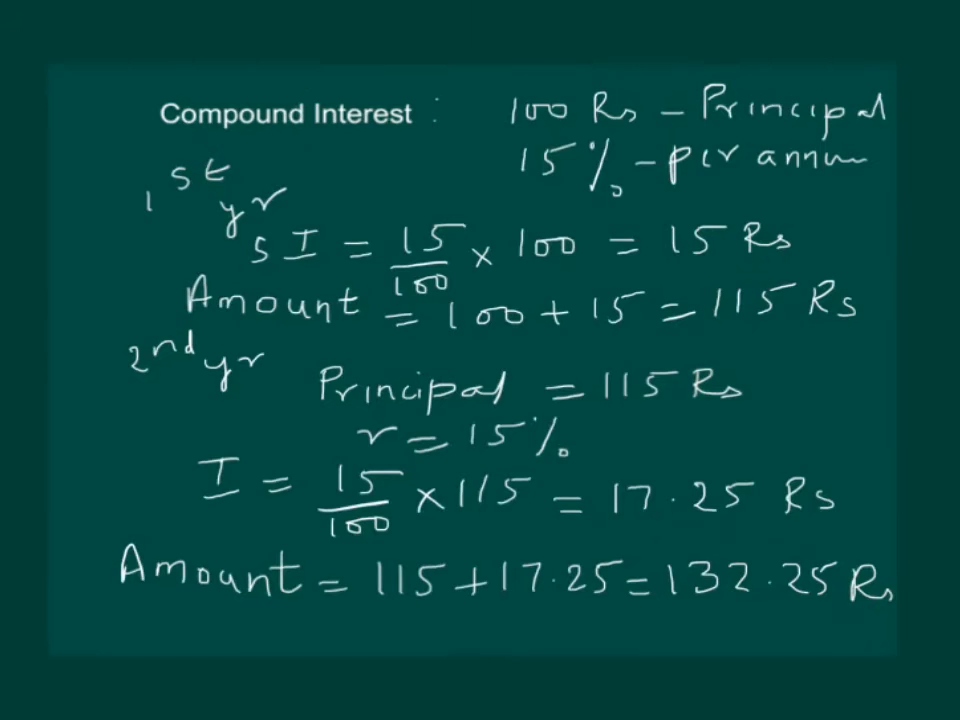 Compound Interest : 100 Rs - Principal
15% - per annum
1st yr
SI = 15/100 × 100 = 15 Rs
Amount = 100 + 15 = 115 Rs
2nd yr
Principal = 115 Rs
r = 15%
I = 15/100 × 115 = 17.25 Rs
Amount = 115 + 17.25 = 132.25 Rs